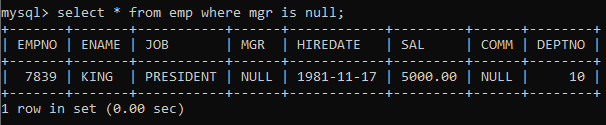 mysql> select * from emp where mgr is null;
+-------+-------+-----------+------+------------+---------+------+--------+
| EMPNO | ENAME | JOB       | MGR  | HIREDATE   | SAL     | COMM | DEPTNO |
+-------+-------+-----------+------+------------+---------+------+--------+
|  7839 | KING  | PRESIDENT | NULL | 1981-11-17 | 5000.00 | NULL |     10 |
+-------+-------+-----------+------+------------+---------+------+--------+
1 row in set (0.00 sec)